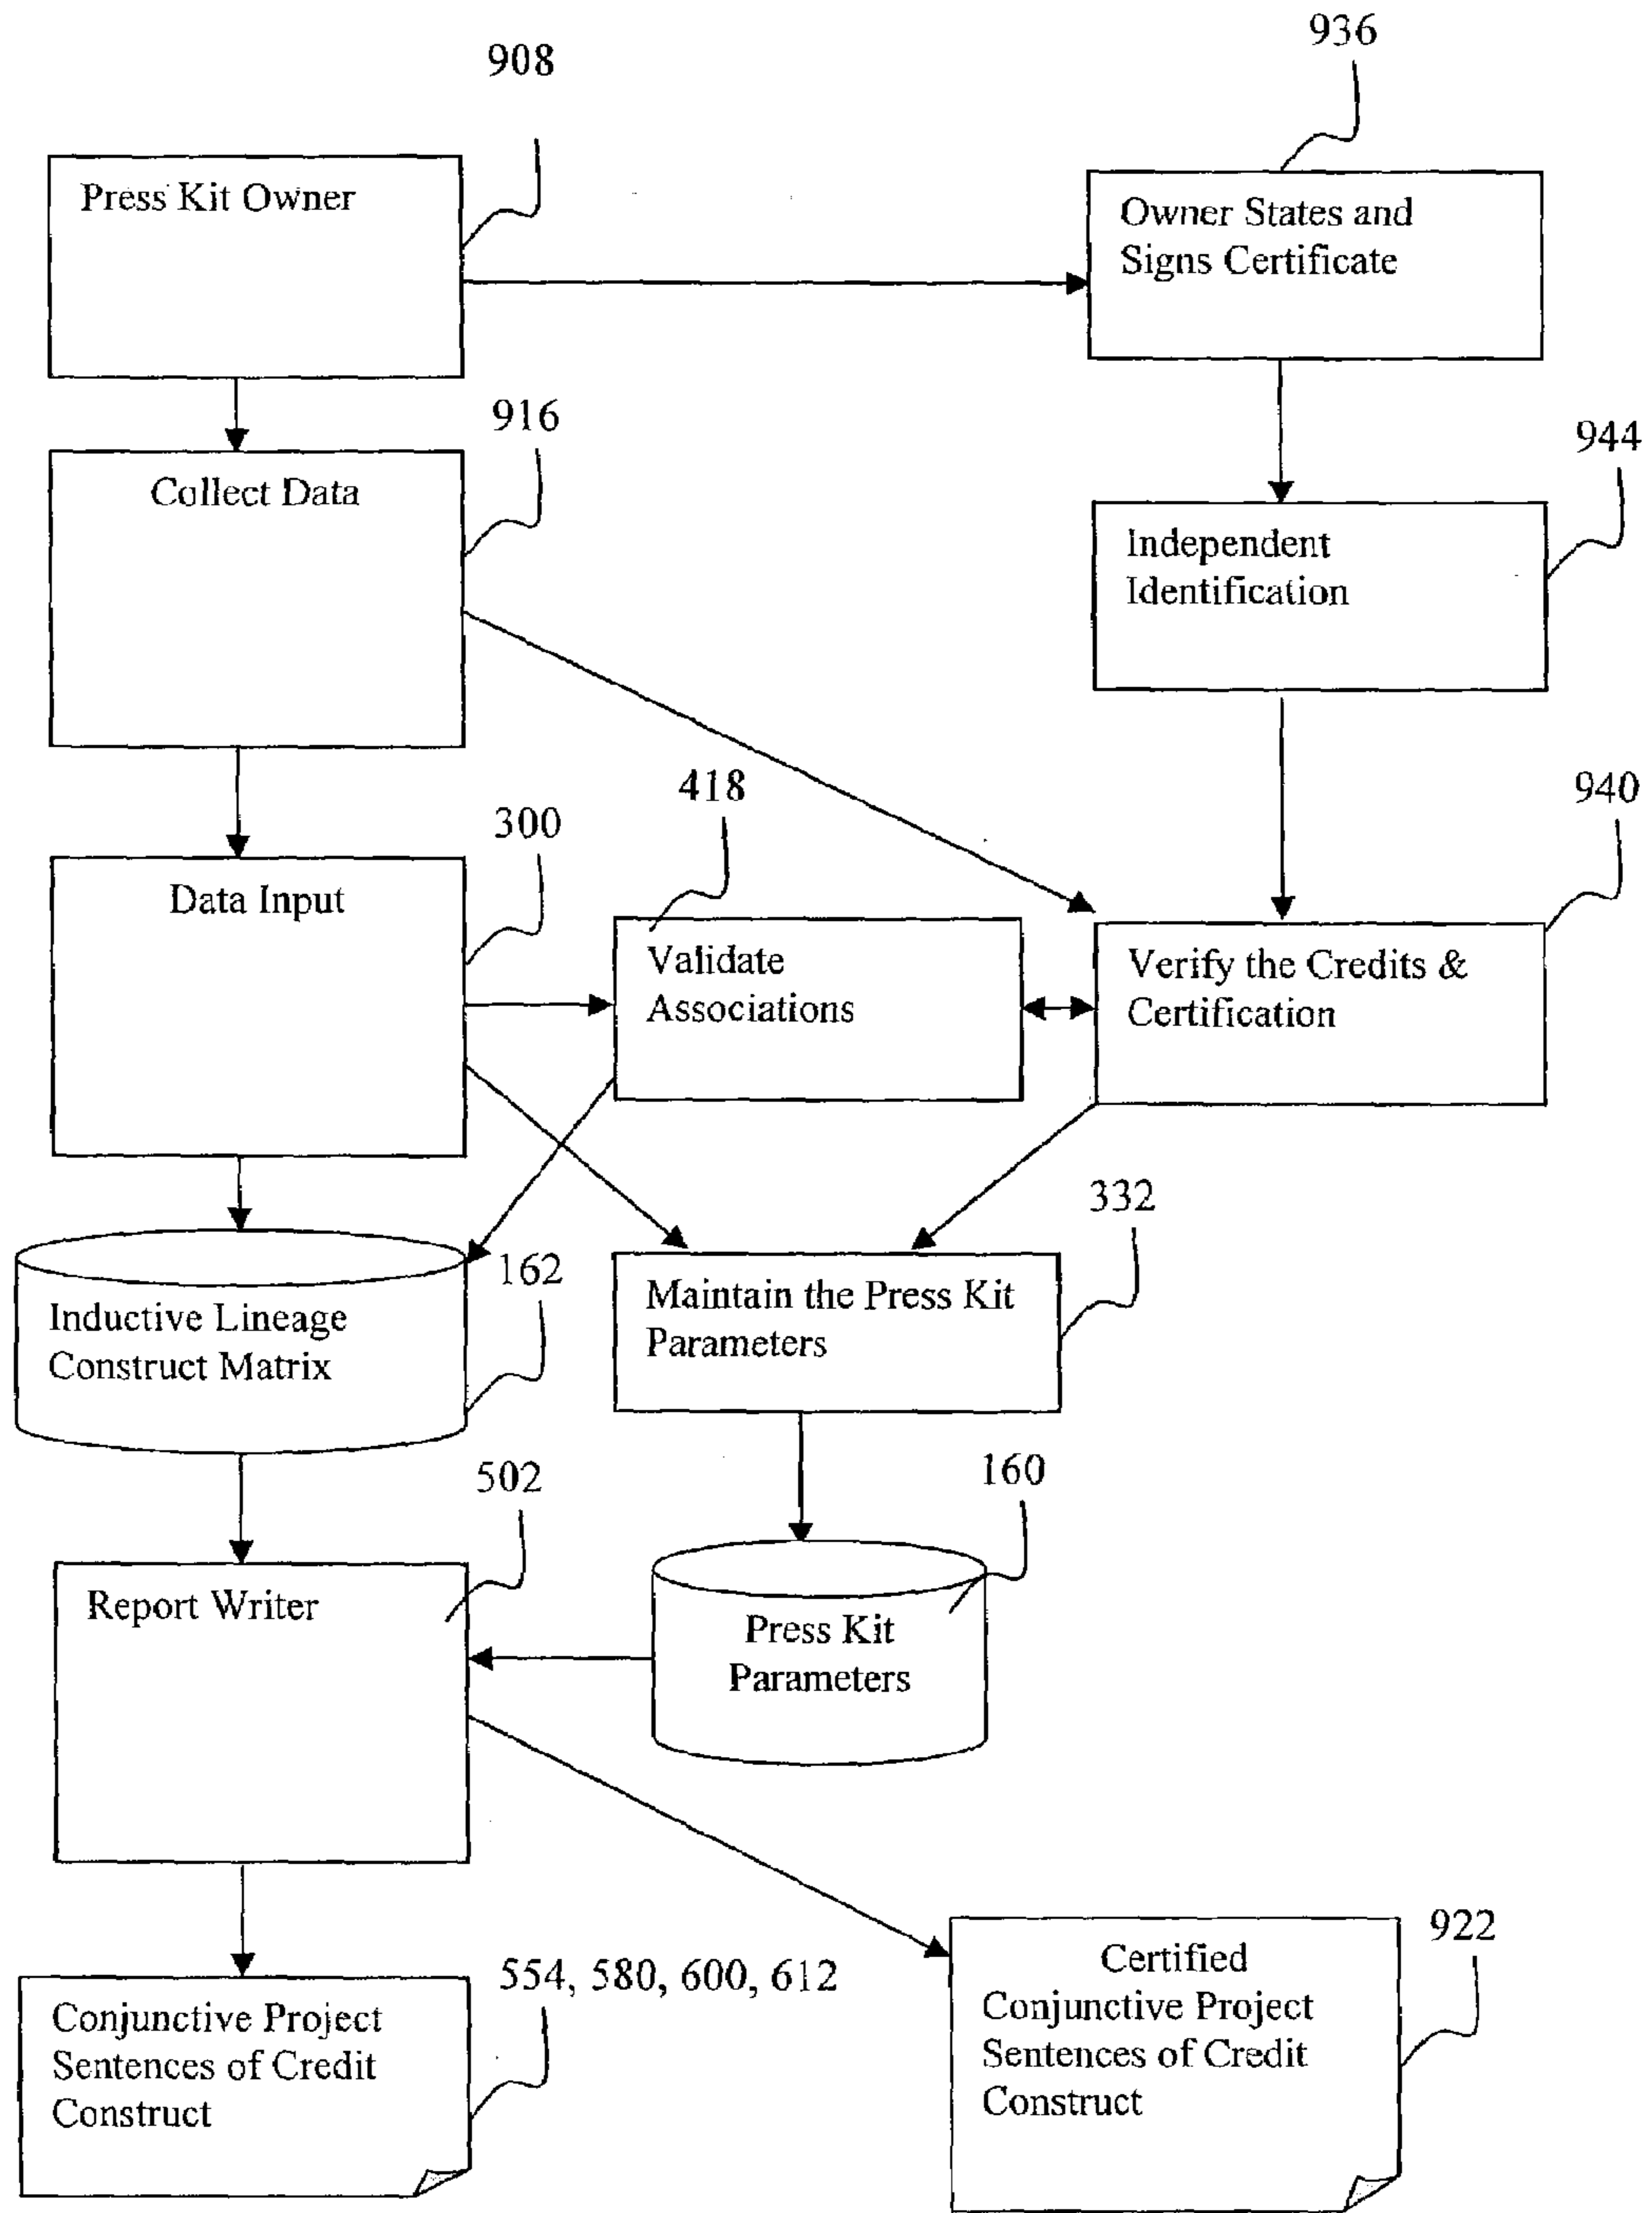 908
936
Press Kit Owner
Owner States and
Signs Certificate
916
944
Collect Data
Independent
Identification
418
940
300
Data Input
Validate
Associations
Verify the Credits &
Certification
332
162
Inductive Lineage
Construct Matrix
Maintain the Press Kit
Parameters
502
160
Report Writer
Press Kit
Parameters
922
554, 580, 600, 612
Conjunctive Project
Sentences of Credit
Construct
Certified
Conjunctive Project
Sentences of Credit
Construct